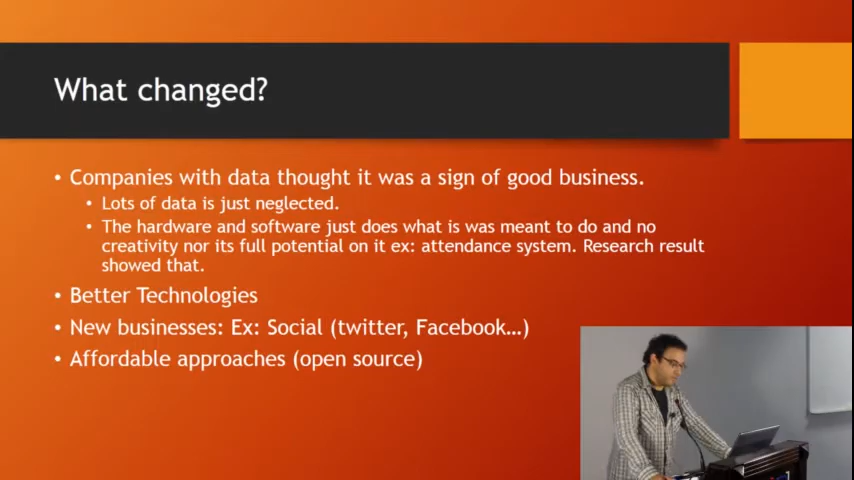 What changed?
• Companies with data thought it was a sign of good business.
• Lots of data is just neglected.
• The hardware and software just does what is was meant to do and no
creativity nor its full potential on it ex: attendance system. Research result
showed that.
• Better Technologies
• New businesses: Ex: Social (twitter, Facebook...)
• Affordable approaches (open source)